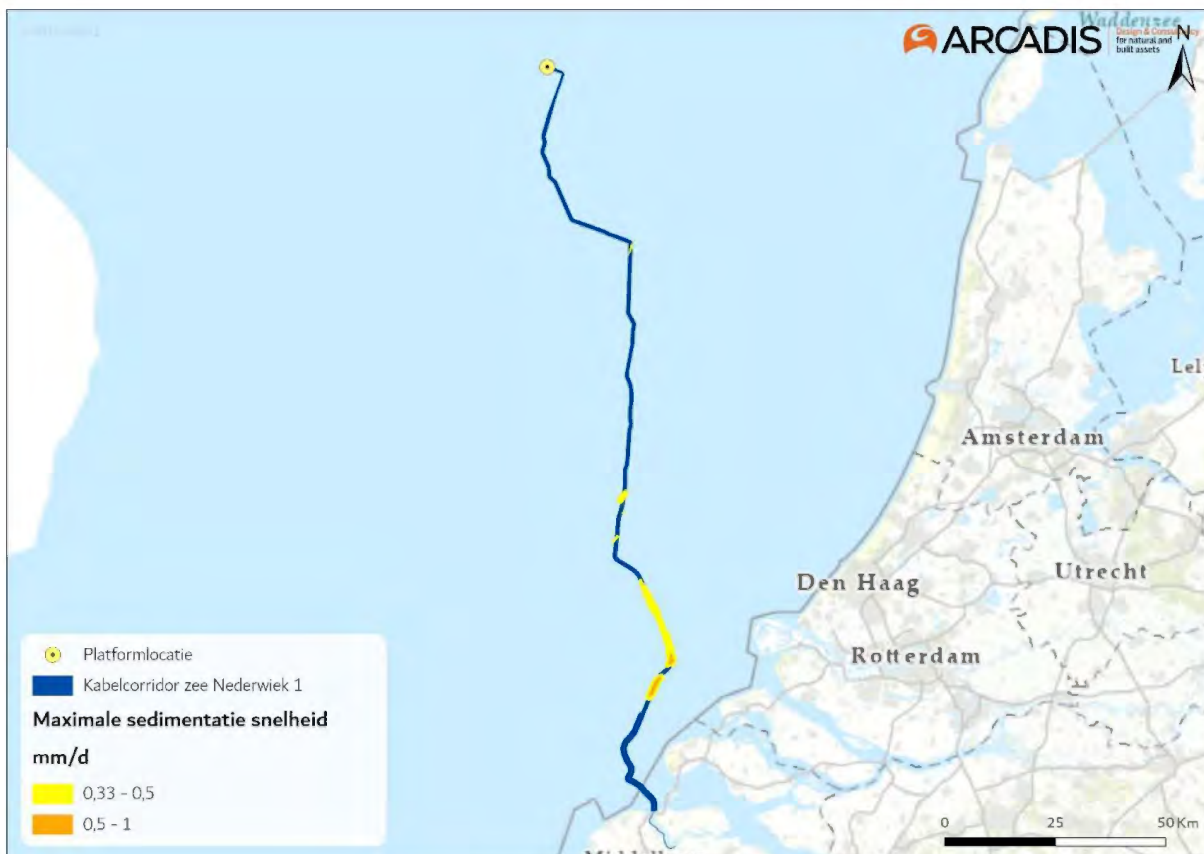 Waddenzee
ARCADIS
Design & Consultancy
for natural and
built assets
N
Lel
Amsterdam
Den Haag
Utrecht
Rotterdam
Platformlocatie
Kabelcorridor zee Nederwiek 1
Maximale sedimentatie snelheid
mm/d
0,33 - 0,5
0,5 - 1
0 25 50 Km